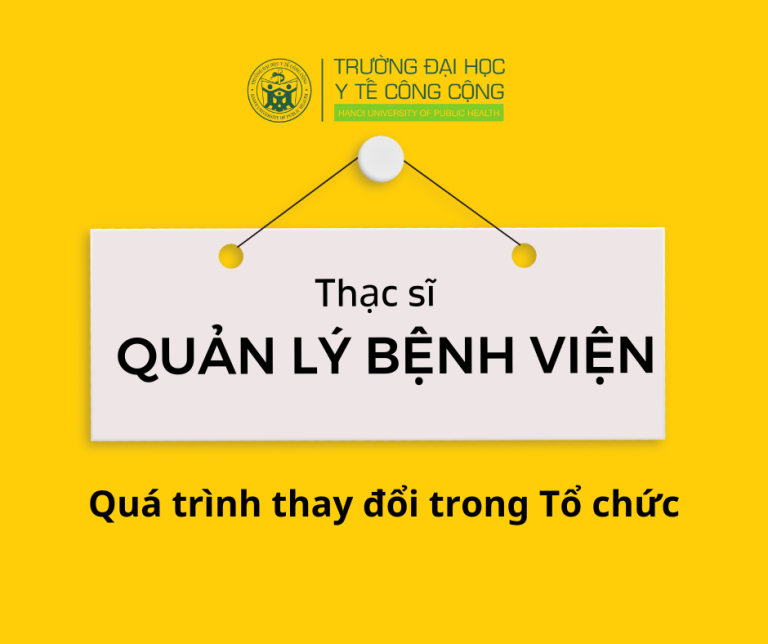 TRƯỜNG ĐẠI HỌC
Y TẾ CÔNG CỘNG
HANOI UNIVERSITY OF PUBLIC HEALTH
Thạc sĩ
QUẢN LÝ BỆNH VIỆN
Quá trình thay đổi trong Tổ chức